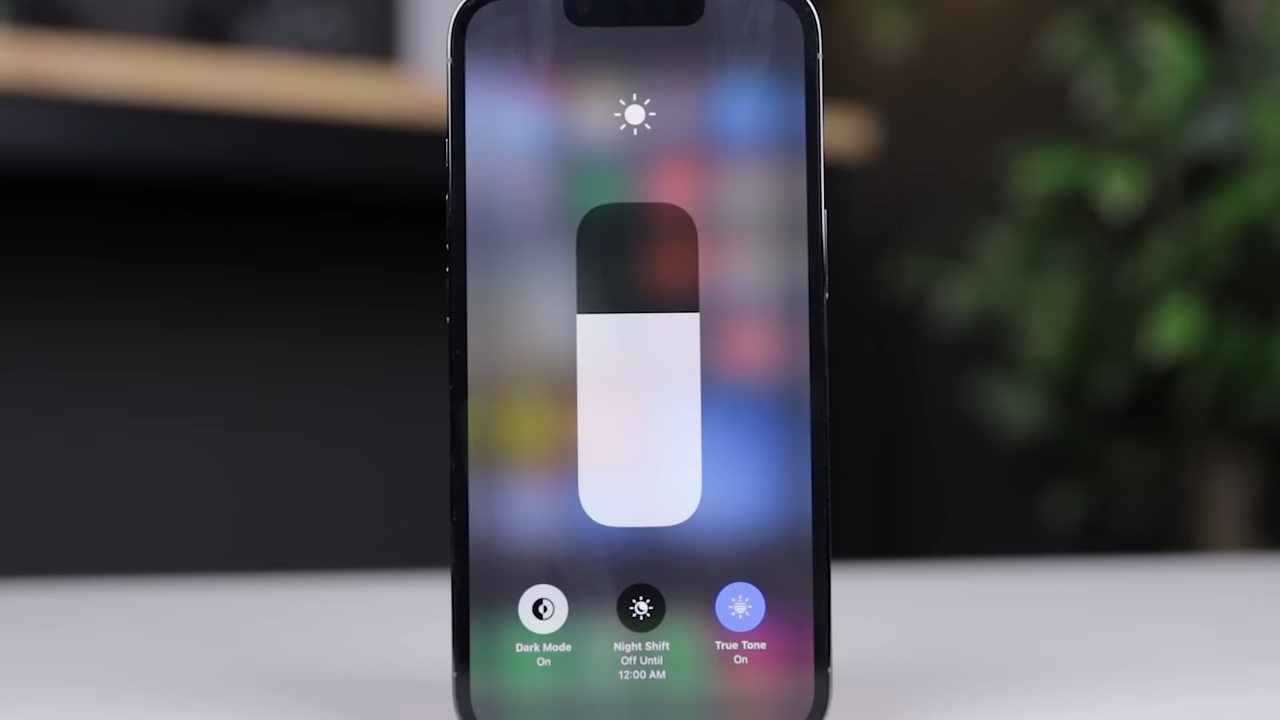 Dark Mode
On
Night Shift
Off Until
12:00 AM
True Tone
On